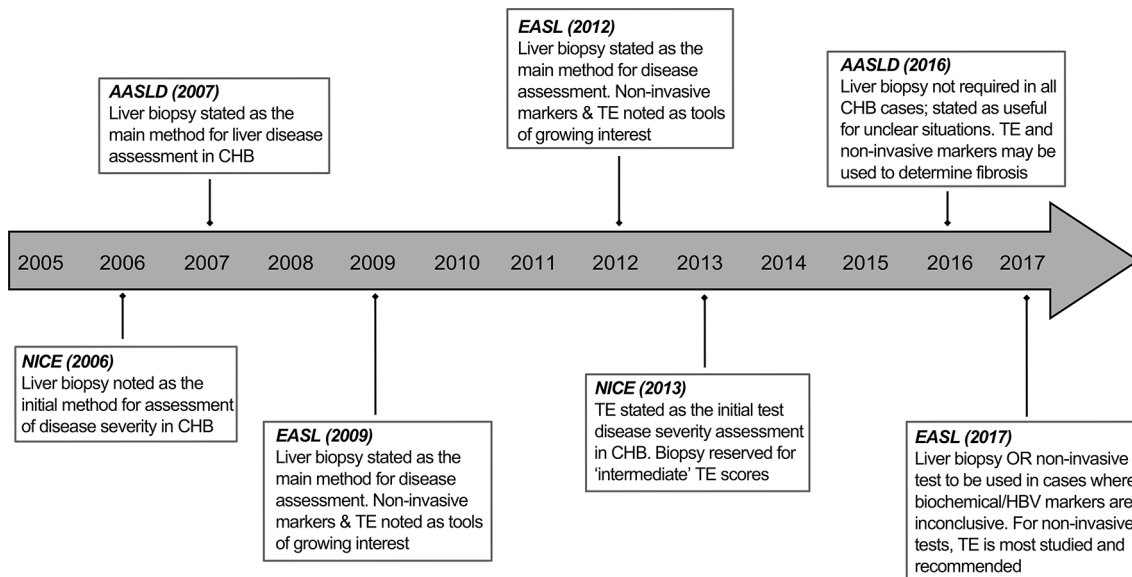 AASLD (2007)
Liver biopsy stated as the
main method for liver disease
assessment in CHB
EASL (2012)
Liver biopsy stated as the
main method for disease
assessment. Non-invasive
markers & TE noted as tools
of growing interest
AASLD (2016)
Liver biopsy not required in all
CHB cases; stated as useful
for unclear situations. TE and
non-invasive markers may be
used to determine fibrosis
2005 2006 2007 2008 2009 2010 2011 2012 2013 2014 2015 2016 2017
NICE (2006)
Liver biopsy noted as the
initial method for assessment
of disease severity in CHB
EASL (2009)
Liver biopsy stated as the
main method for disease
assessment. Non-invasive
markers & TE noted as tools
of growing interest
NICE (2013)
TE stated as the initial test
disease severity assessment
in CHB. Biopsy reserved for
‘intermediate’ TE scores
EASL (2017)
Liver biopsy OR non-invasive
test to be used in cases where
biochemical/HBV markers are
inconclusive. For non-invasive
tests, TE is most studied and
recommended